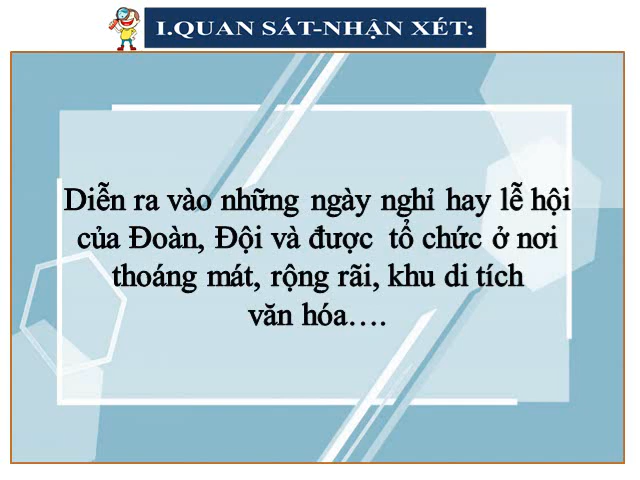 I.QUAN SÁT-NHẬN XÉT:
Diễn ra vào những ngày nghỉ hay lễ hội
của Đoàn, Đội và được tổ chức ở nơi
thoáng mát, rộng rãi, khu di tích
văn hóa….